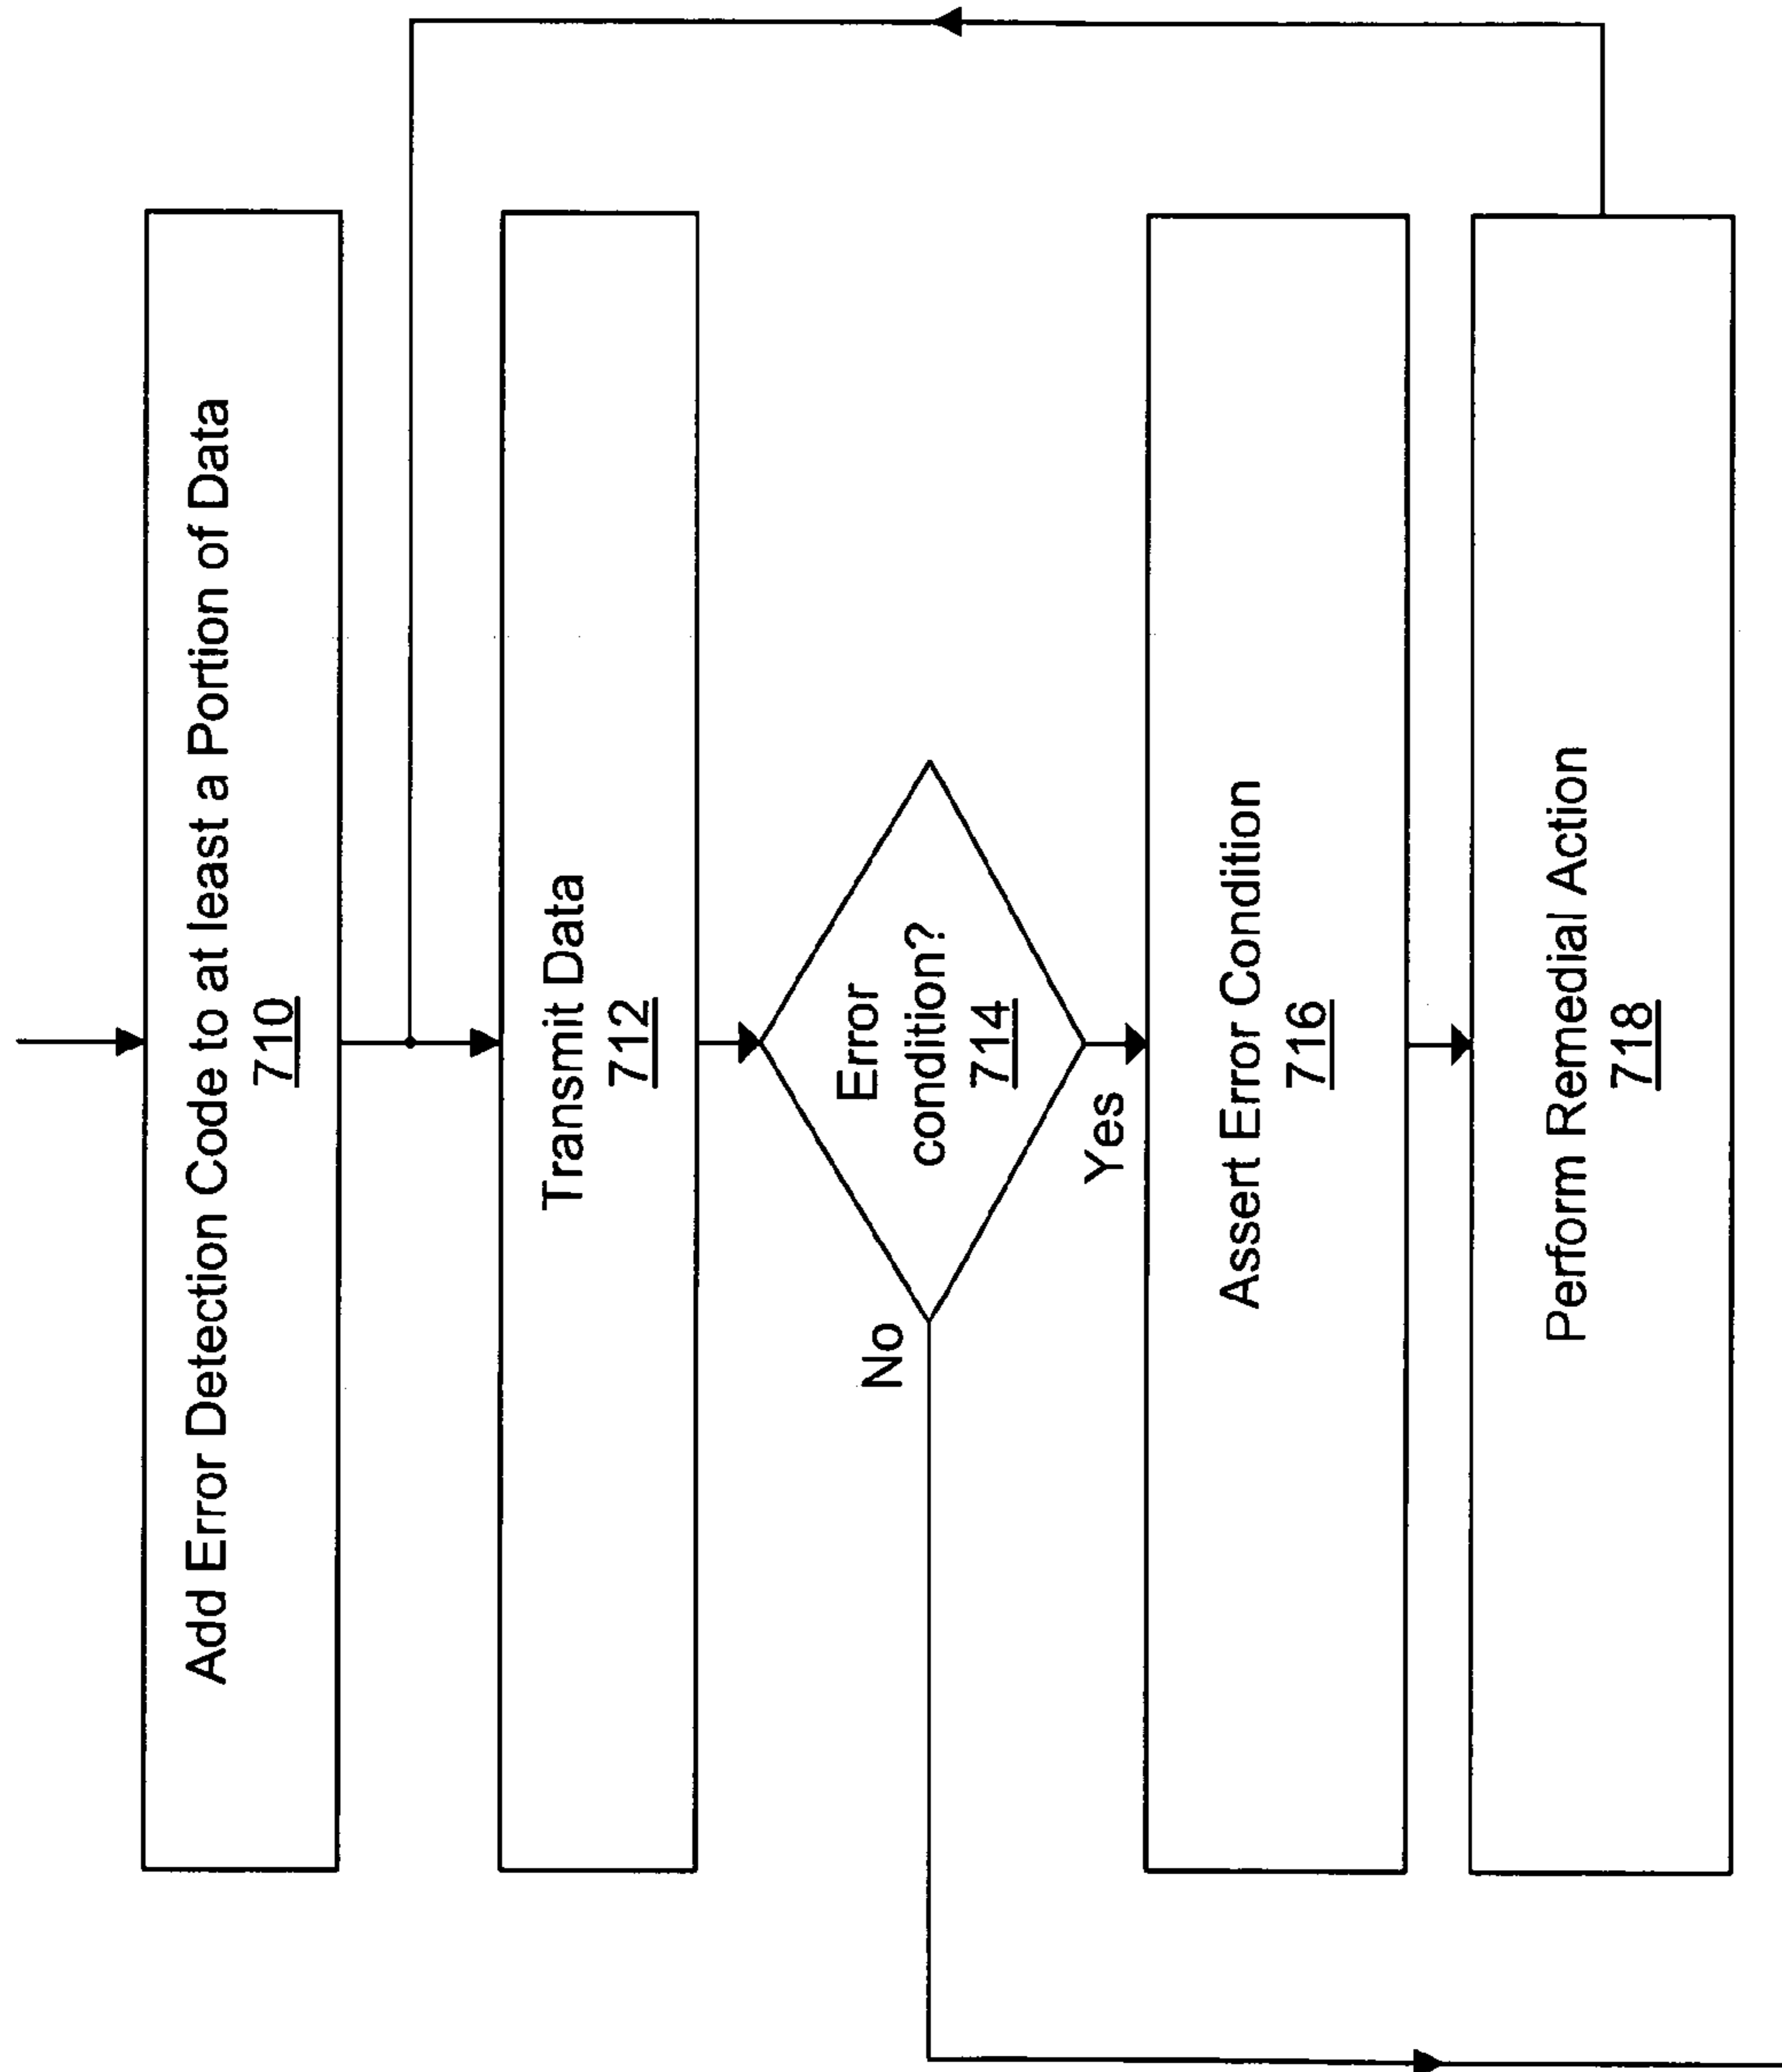 Add Error Detection Code to at least a Portion of Data
710
Transmit Data
712
Error
condition?
714
No
Yes
Assert Error Condition
716
Perform Remedial Action
718